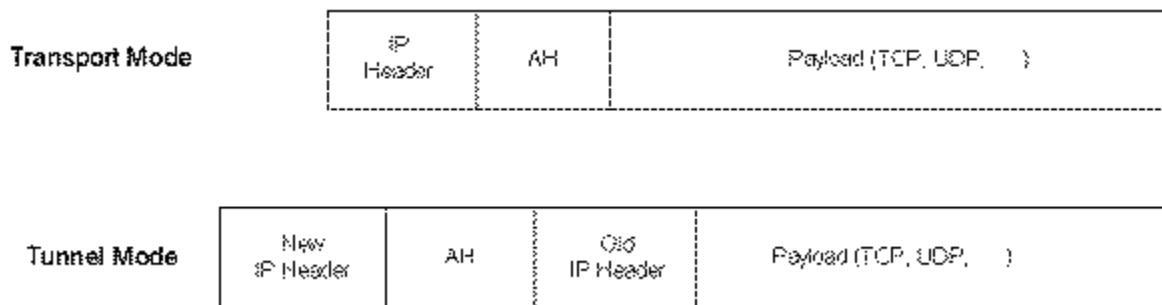 Transport Mode
IP
Header
AH
Payload (TCP, UDP, )
Tunnel Mode
New
IP Header
AH
Old
IP Header
Payload (TCP, UDP, )